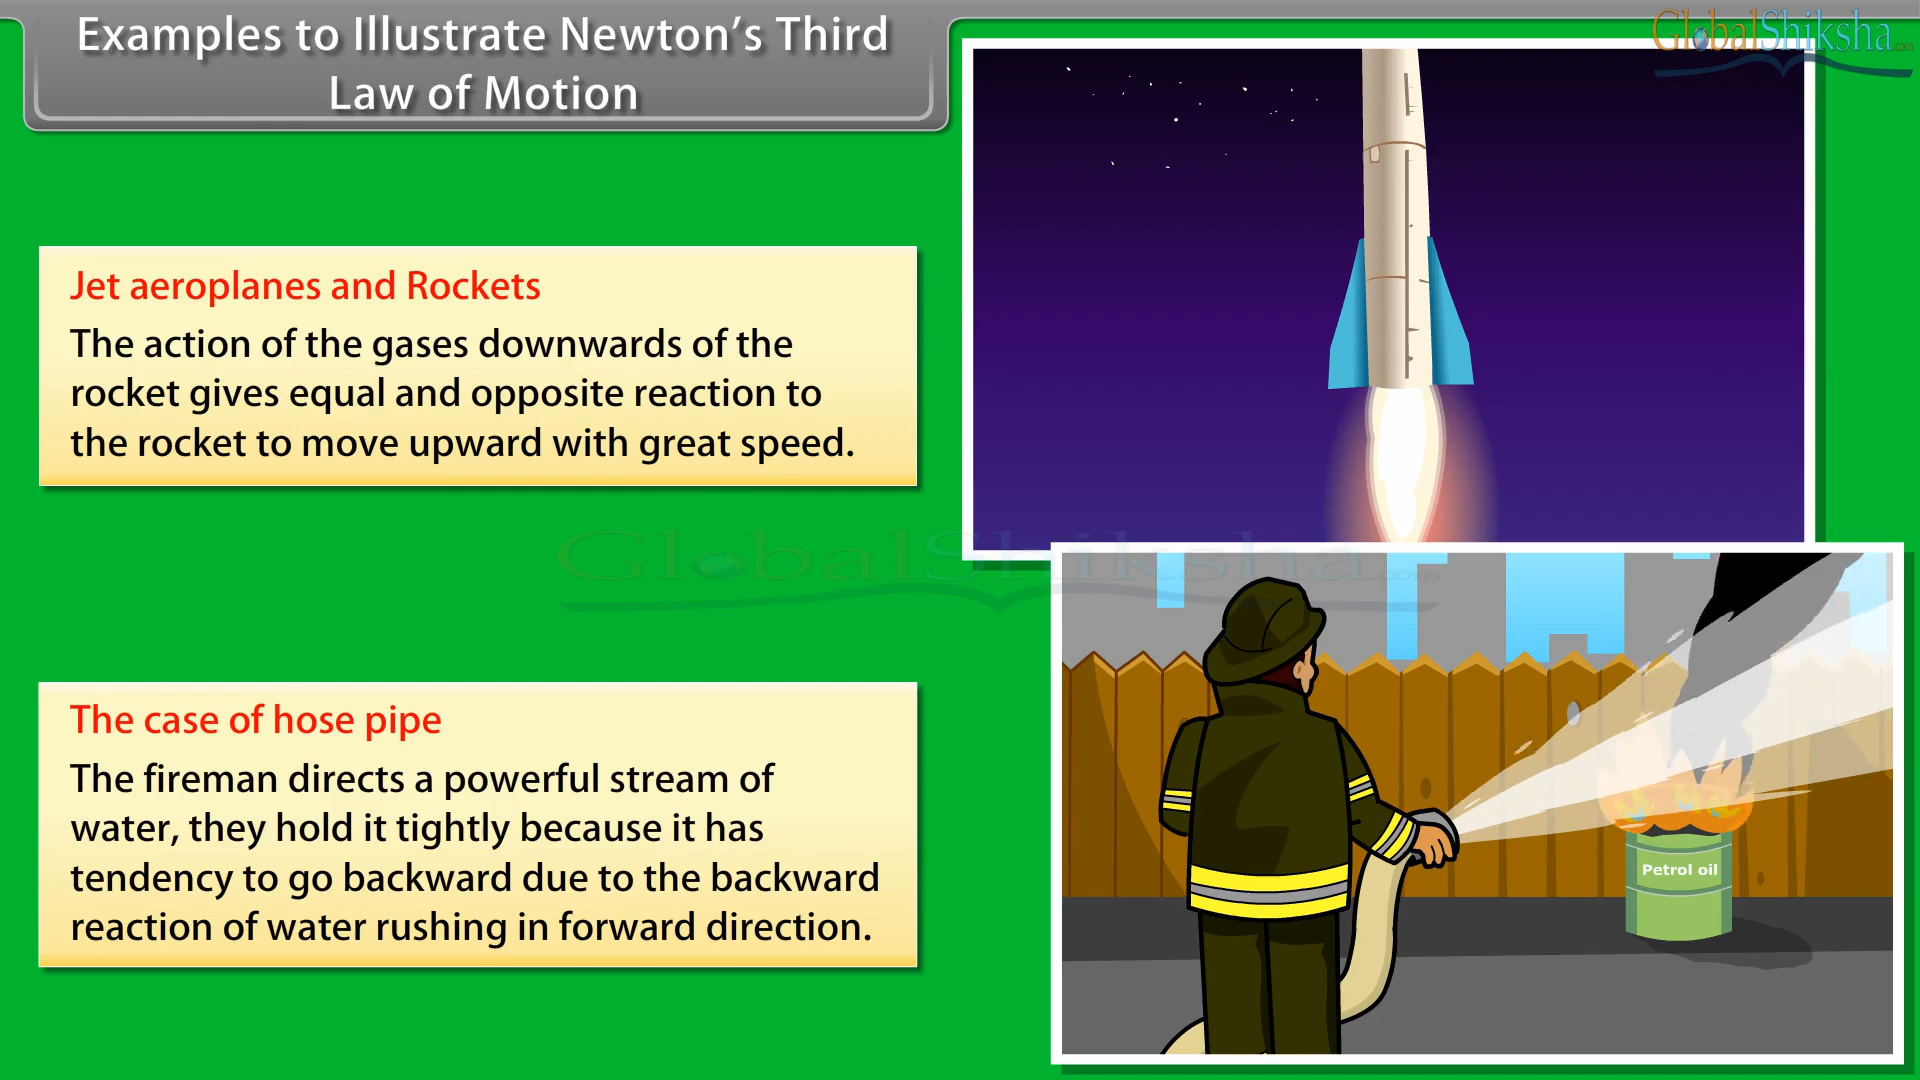 Examples to Illustrate Newton’s Third
Law of Motion
GlobalShiksha.com
Jet aeroplanes and Rockets
The action of the gases downwards of the
rocket gives equal and opposite reaction to
the rocket to move upward with great speed.
GlobalShiksha.com
The case of hose pipe
The fireman directs a powerful stream of
water, they hold it tightly because it has
tendency to go backward due to the backward
reaction of water rushing in forward direction.
Petrol oil